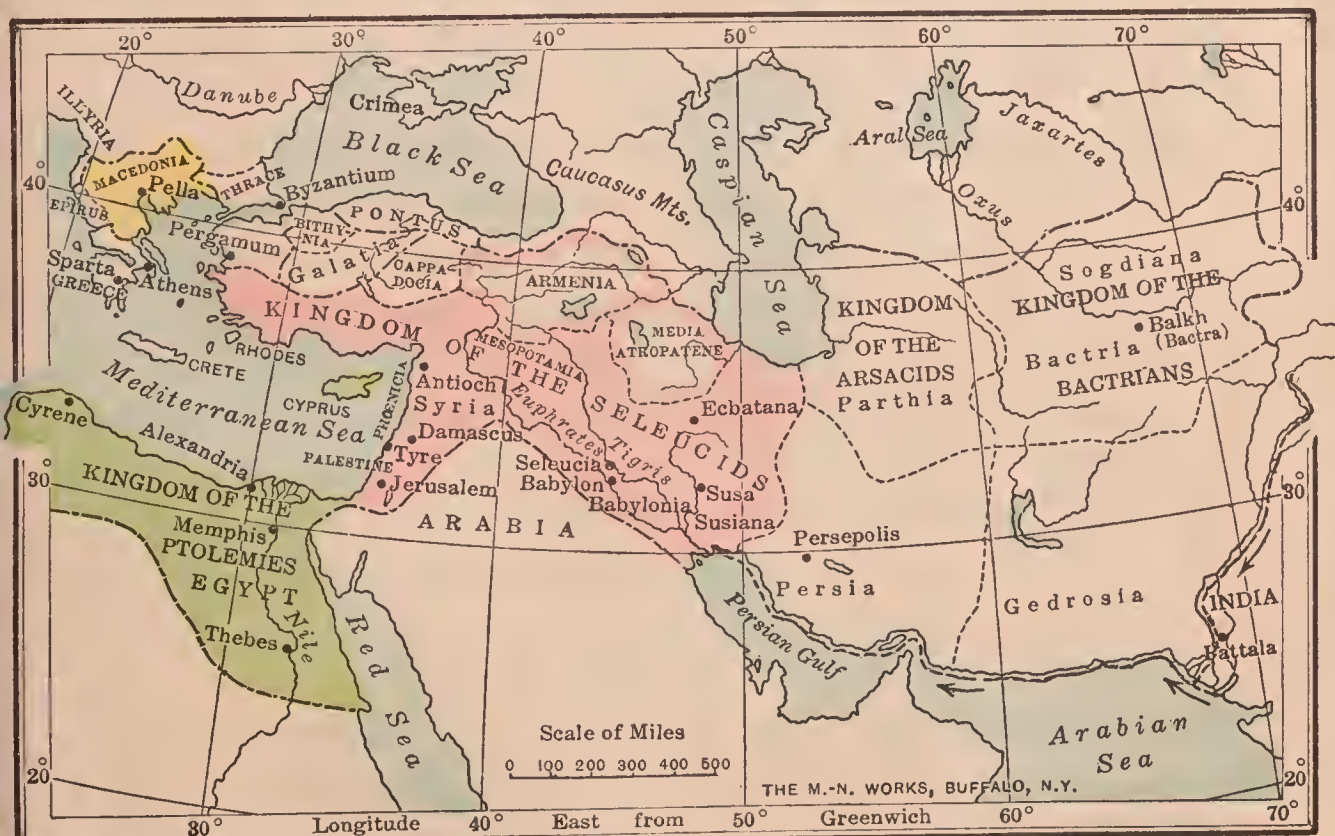 20° 30° 40° 50° 60° 70°
ILLYRIA
Danube
Crimea
Black Sea
Caucasus Mts.
Caspian Sea
Aral Sea
Jaxartes
Oxus
40°
40°
MACEDONIA
Pella
THRACE
Byzantium
EPIRUS
PONTUS
BITHY-
NIA
Pergamum
Galatia
CAPPA-
DOCIA
ARMENIA
Sparta
GREECE
Athens
KINGDOM OF THE SELEUCIDS
MESOPOTAMIA
MEDIA
ATROPATENE
KINGDOM
OF THE
ARSACIDS
Parthia
Sogdiana
KINGDOM OF THE
Balkh
(Bactra)
Bactria
BACTRIANS
RHODES
CRETE
Mediterranean Sea
CYPRUS
PHŒNICIA
Antioch
Syria
Euphrates
Tigris
Ecbatana
Cyrene
Alexandria
PALESTINE
Damascus
Tyre
Jerusalem
Seleucia
Babylon
Babylonia
Susa
Susiana
30°
30°
KINGDOM OF THE
Memphis
PTOLEMIES
EGYPT
Nile
Thebes
ARABIA
Persepolis
Persia
Gedrosia
INDIA
Pattala
Red Sea
Persian Gulf
Arabian
Sea
Scale of Miles
0 100 200 300 400 500
THE M.-N. WORKS, BUFFALO, N.Y.
20°
20°
30° Longitude 40° East from 50° Greenwich 60° 70°